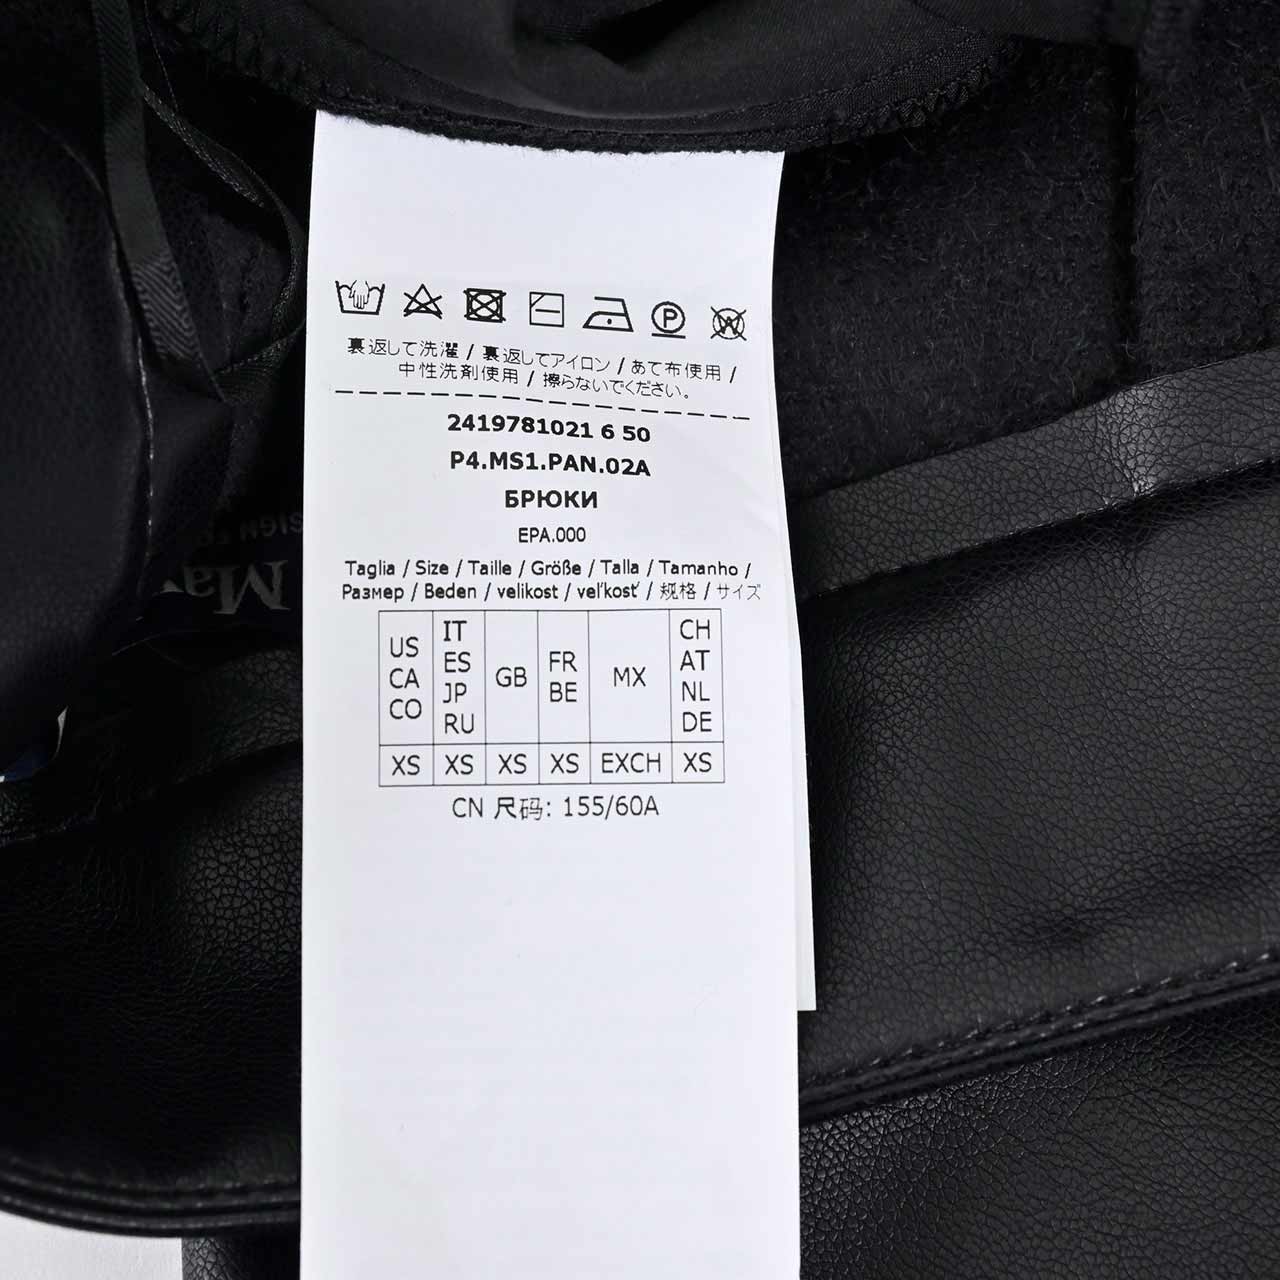 裏返して洗濯 / 裏返してアイロン / あて布使用 /
中性洗剤使用 / 擦らないでください。
2419781021 6 50
P4.MS1.PAN.02A
БРЮКИ
EPA.000
Taglia / Size / Taille / Größe / Talla / Tamanho /
Размер / Beden / velikost / veľkosť / 规格 / サイズ
US CA CO
IT ES JP RU
GB
FR BE
MX
CH AT NL DE
XS XS XS XS EXCH XS
CN 尺码: 155/60A